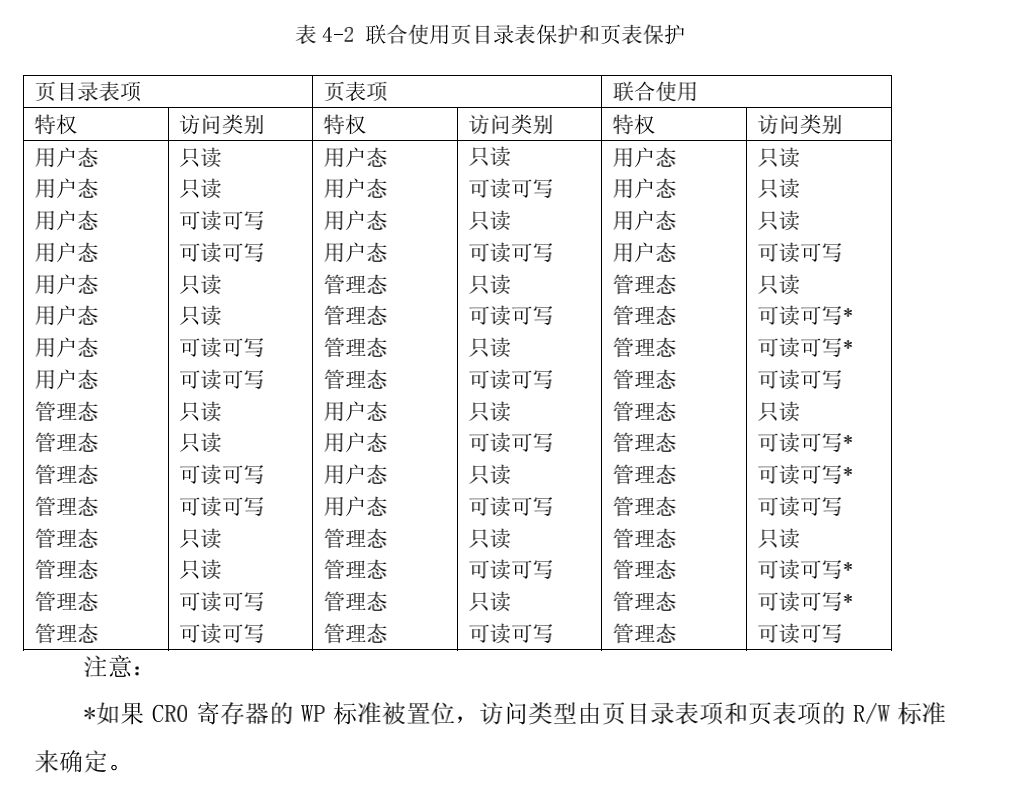 表 4-2 联合使用页目录表保护和页表保护
页目录表项 页表项 联合使用
特权 访问类别 特权 访问类别 特权 访问类别
用户态 只读 用户态 只读 用户态 只读
用户态 只读 用户态 可读可写 用户态 只读
用户态 可读可写 用户态 只读 用户态 只读
用户态 可读可写 用户态 可读可写 用户态 可读可写
用户态 只读 管理态 只读 管理态 只读
用户态 只读 管理态 可读可写 管理态 可读可写*
用户态 可读可写 管理态 只读 管理态 可读可写*
用户态 可读可写 管理态 可读可写 管理态 可读可写
管理态 只读 用户态 只读 管理态 只读
管理态 只读 用户态 可读可写 管理态 可读可写*
管理态 可读可写 用户态 只读 管理态 可读可写*
管理态 可读可写 用户态 可读可写 管理态 可读可写
管理态 只读 管理态 只读 管理态 只读
管理态 只读 管理态 可读可写 管理态 可读可写*
管理态 可读可写 管理态 只读 管理态 可读可写*
管理态 可读可写 管理态 可读可写 管理态 可读可写
注意：
*如果 CR0 寄存器的 WP 标准被置位，访问类型由页目录表项和页表项的 R/W 标准
来确定。